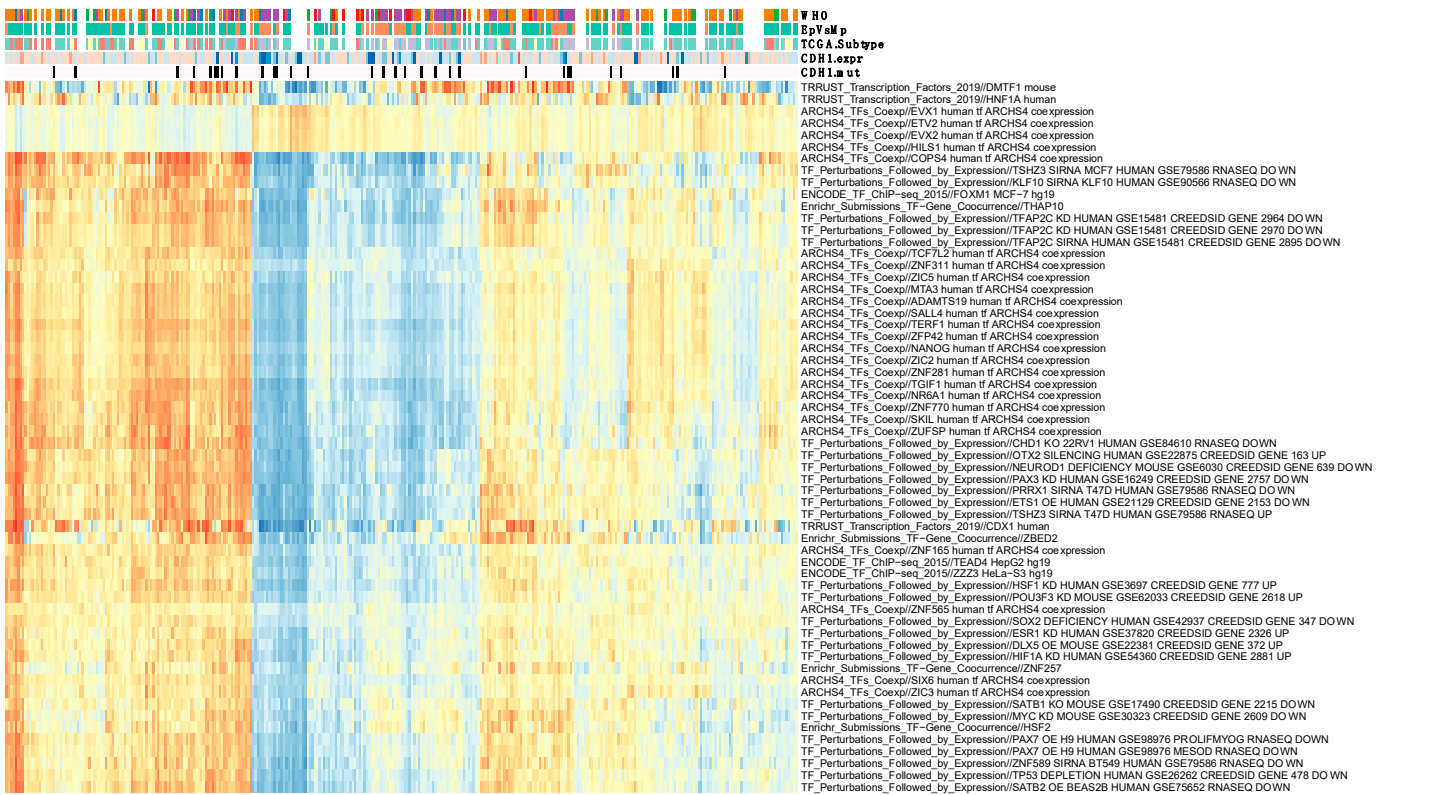 WHO
EpVsMp
TCGA.Subtype
CDH1.expr
CDH1.mut
TRRUST_Transcription_Factors_2019//DMTF1 mouse
TRRUST_Transcription_Factors_2019//HNF1A human
ARCHS4_TFs_Coexp//EVX1 human tf ARCHS4 coexpression
ARCHS4_TFs_Coexp//ETV2 human tf ARCHS4 coexpression
ARCHS4_TFs_Coexp//EVX2 human tf ARCHS4 coexpression
ARCHS4_TFs_Coexp//HILS1 human tf ARCHS4 coexpression
ARCHS4_TFs_Coexp//COPS4 human tf ARCHS4 coexpression
TF_Perturbations_Followed_by_Expression//TSHZ3 SIRNA MCF7 HUMAN GSE79586 RNASEQ DOWN
TF_Perturbations_Followed_by_Expression//KLF10 SIRNA KLF10 HUMAN GSE90566 RNASEQ DOWN
ENCODE_TF_ChIP−seq_2015//FOXM1 MCF−7 hg19
Enrichr_Submissions_TF−Gene_Coocurrence//THAP10
TF_Perturbations_Followed_by_Expression//TFAP2C KD HUMAN GSE15481 CREEDSID GENE 2964 DOWN
TF_Perturbations_Followed_by_Expression//TFAP2C KD HUMAN GSE15481 CREEDSID GENE 2970 DOWN
TF_Perturbations_Followed_by_Expression//TFAP2C SIRNA HUMAN GSE15481 CREEDSID GENE 2895 DOWN
ARCHS4_TFs_Coexp//TCF7L2 human tf ARCHS4 coexpression
ARCHS4_TFs_Coexp//ZNF311 human tf ARCHS4 coexpression
ARCHS4_TFs_Coexp//ZIC5 human tf ARCHS4 coexpression
ARCHS4_TFs_Coexp//MTA3 human tf ARCHS4 coexpression
ARCHS4_TFs_Coexp//ADAMTS19 human tf ARCHS4 coexpression
ARCHS4_TFs_Coexp//SALL4 human tf ARCHS4 coexpression
ARCHS4_TFs_Coexp//TERF1 human tf ARCHS4 coexpression
ARCHS4_TFs_Coexp//ZFP42 human tf ARCHS4 coexpression
ARCHS4_TFs_Coexp//NANOG human tf ARCHS4 coexpression
ARCHS4_TFs_Coexp//ZIC2 human tf ARCHS4 coexpression
ARCHS4_TFs_Coexp//ZNF281 human tf ARCHS4 coexpression
ARCHS4_TFs_Coexp//TGIF1 human tf ARCHS4 coexpression
ARCHS4_TFs_Coexp//NR6A1 human tf ARCHS4 coexpression
ARCHS4_TFs_Coexp//ZNF770 human tf ARCHS4 coexpression
ARCHS4_TFs_Coexp//SKIL human tf ARCHS4 coexpression
ARCHS4_TFs_Coexp//ZUFSP human tf ARCHS4 coexpression
TF_Perturbations_Followed_by_Expression//CHD1 KO 22RV1 HUMAN GSE84610 RNASEQ DOWN
TF_Perturbations_Followed_by_Expression//OTX2 SILENCING HUMAN GSE22875 CREEDSID GENE 163 UP
TF_Perturbations_Followed_by_Expression//NEUROD1 DEFICIENCY MOUSE GSE6030 CREEDSID GENE 639 DOWN
TF_Perturbations_Followed_by_Expression//PAX3 KD HUMAN GSE16249 CREEDSID GENE 2757 DOWN
TF_Perturbations_Followed_by_Expression//PRRX1 SIRNA T47D HUMAN GSE79586 RNASEQ DOWN
TF_Perturbations_Followed_by_Expression//ETS1 OE HUMAN GSE21129 CREEDSID GENE 2153 DOWN
TF_Perturbations_Followed_by_Expression//TSHZ3 SIRNA T47D HUMAN GSE79586 RNASEQ UP
TRRUST_Transcription_Factors_2019//CDX1 human
Enrichr_Submissions_TF−Gene_Coocurrence//ZBED2
ARCHS4_TFs_Coexp//ZNF165 human tf ARCHS4 coexpression
ENCODE_TF_ChIP−seq_2015//TEAD4 HepG2 hg19
ENCODE_TF_ChIP−seq_2015//ZZZ3 HeLa−S3 hg19
TF_Perturbations_Followed_by_Expression//HSF1 KD HUMAN GSE3697 CREEDSID GENE 777 UP
TF_Perturbations_Followed_by_Expression//POU3F3 KD MOUSE GSE62033 CREEDSID GENE 2618 UP
ARCHS4_TFs_Coexp//ZNF565 human tf ARCHS4 coexpression
TF_Perturbations_Followed_by_Expression//SOX2 DEFICIENCY HUMAN GSE42937 CREEDSID GENE 347 DOWN
TF_Perturbations_Followed_by_Expression//ESR1 KD HUMAN GSE37820 CREEDSID GENE 2326 UP
TF_Perturbations_Followed_by_Expression//DLX5 OE MOUSE GSE22381 CREEDSID GENE 372 UP
TF_Perturbations_Followed_by_Expression//HIF1A KD HUMAN GSE54360 CREEDSID GENE 2881 UP
Enrichr_Submissions_TF−Gene_Coocurrence//ZNF257
ARCHS4_TFs_Coexp//SIX6 human tf ARCHS4 coexpression
ARCHS4_TFs_Coexp//ZIC3 human tf ARCHS4 coexpression
TF_Perturbations_Followed_by_Expression//SATB1 KO MOUSE GSE17490 CREEDSID GENE 2215 DOWN
TF_Perturbations_Followed_by_Expression//MYC KD MOUSE GSE30323 CREEDSID GENE 2609 DOWN
Enrichr_Submissions_TF−Gene_Coocurrence//HSF2
TF_Perturbations_Followed_by_Expression//PAX7 OE H9 HUMAN GSE98976 PROLIFMYOG RNASEQ DOWN
TF_Perturbations_Followed_by_Expression//PAX7 OE H9 HUMAN GSE98976 MESOD RNASEQ DOWN
TF_Perturbations_Followed_by_Expression//ZNF589 SIRNA BT549 HUMAN GSE79586 RNASEQ DOWN
TF_Perturbations_Followed_by_Expression//TP53 DEPLETION HUMAN GSE26262 CREEDSID GENE 478 DOWN
TF_Perturbations_Followed_by_Expression//SATB2 OE BEAS2B HUMAN GSE75652 RNASEQ DOWN